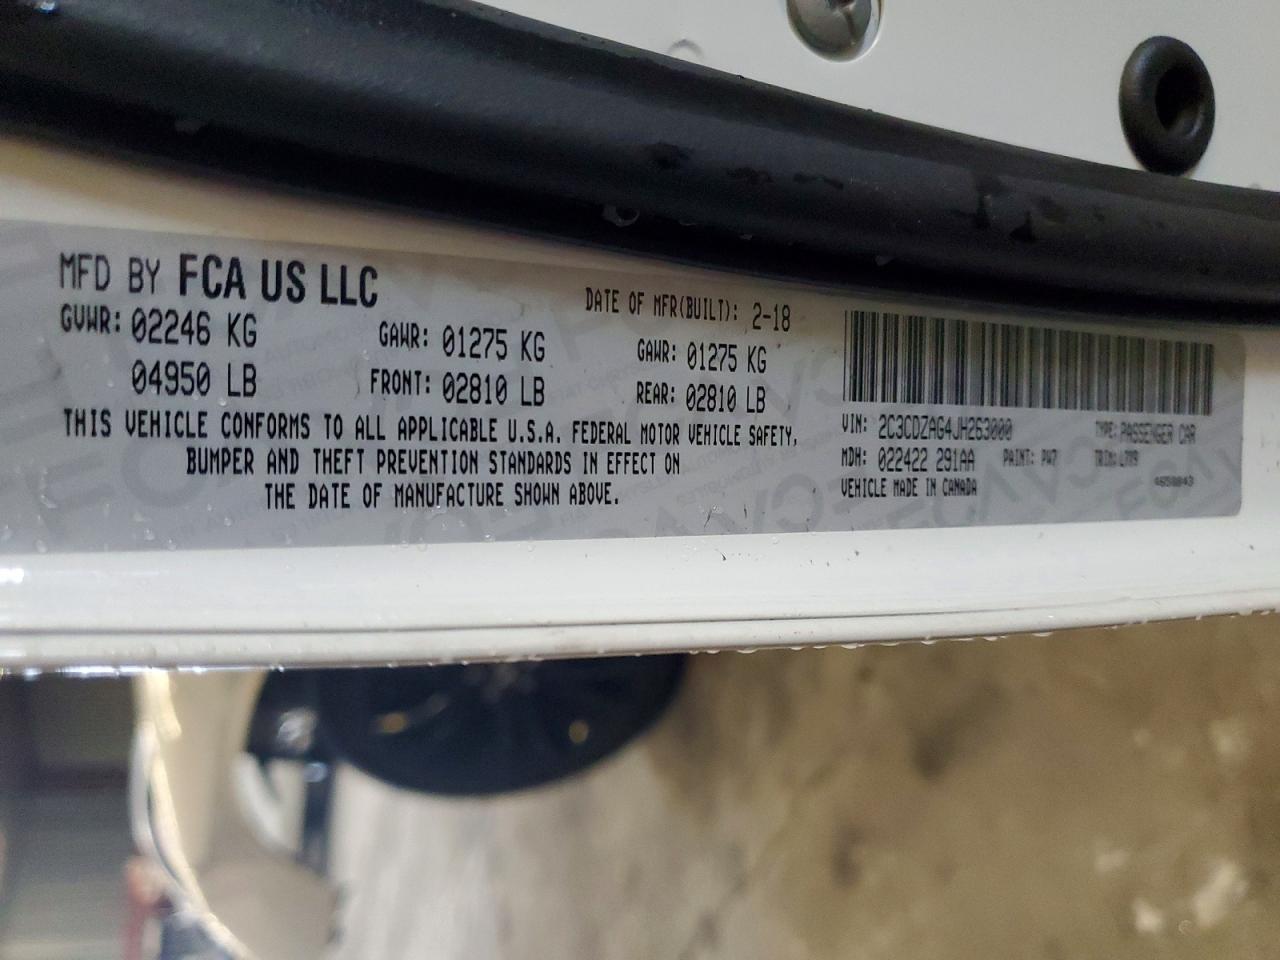 MFD BY FCA US LLC
DATE OF MFR(BUILT): 2-18
GVWR: 02246 KG GAWR: 01275 KG GAWR: 01275 KG
04950 LB FRONT: 02810 LB REAR: 02810 LB
THIS VEHICLE CONFORMS TO ALL APPLICABLE U.S.A. FEDERAL MOTOR VEHICLE SAFETY,
BUMPER AND THEFT PREVENTION STANDARDS IN EFFECT ON
THE DATE OF MANUFACTURE SHOWN ABOVE.
VIN: 2C3CDZAG4JH263000 TYPE: PASSENGER CAR
MDH: 022422 291AA PAINT: PW7 TRIM:
VEHICLE MADE IN CANADA